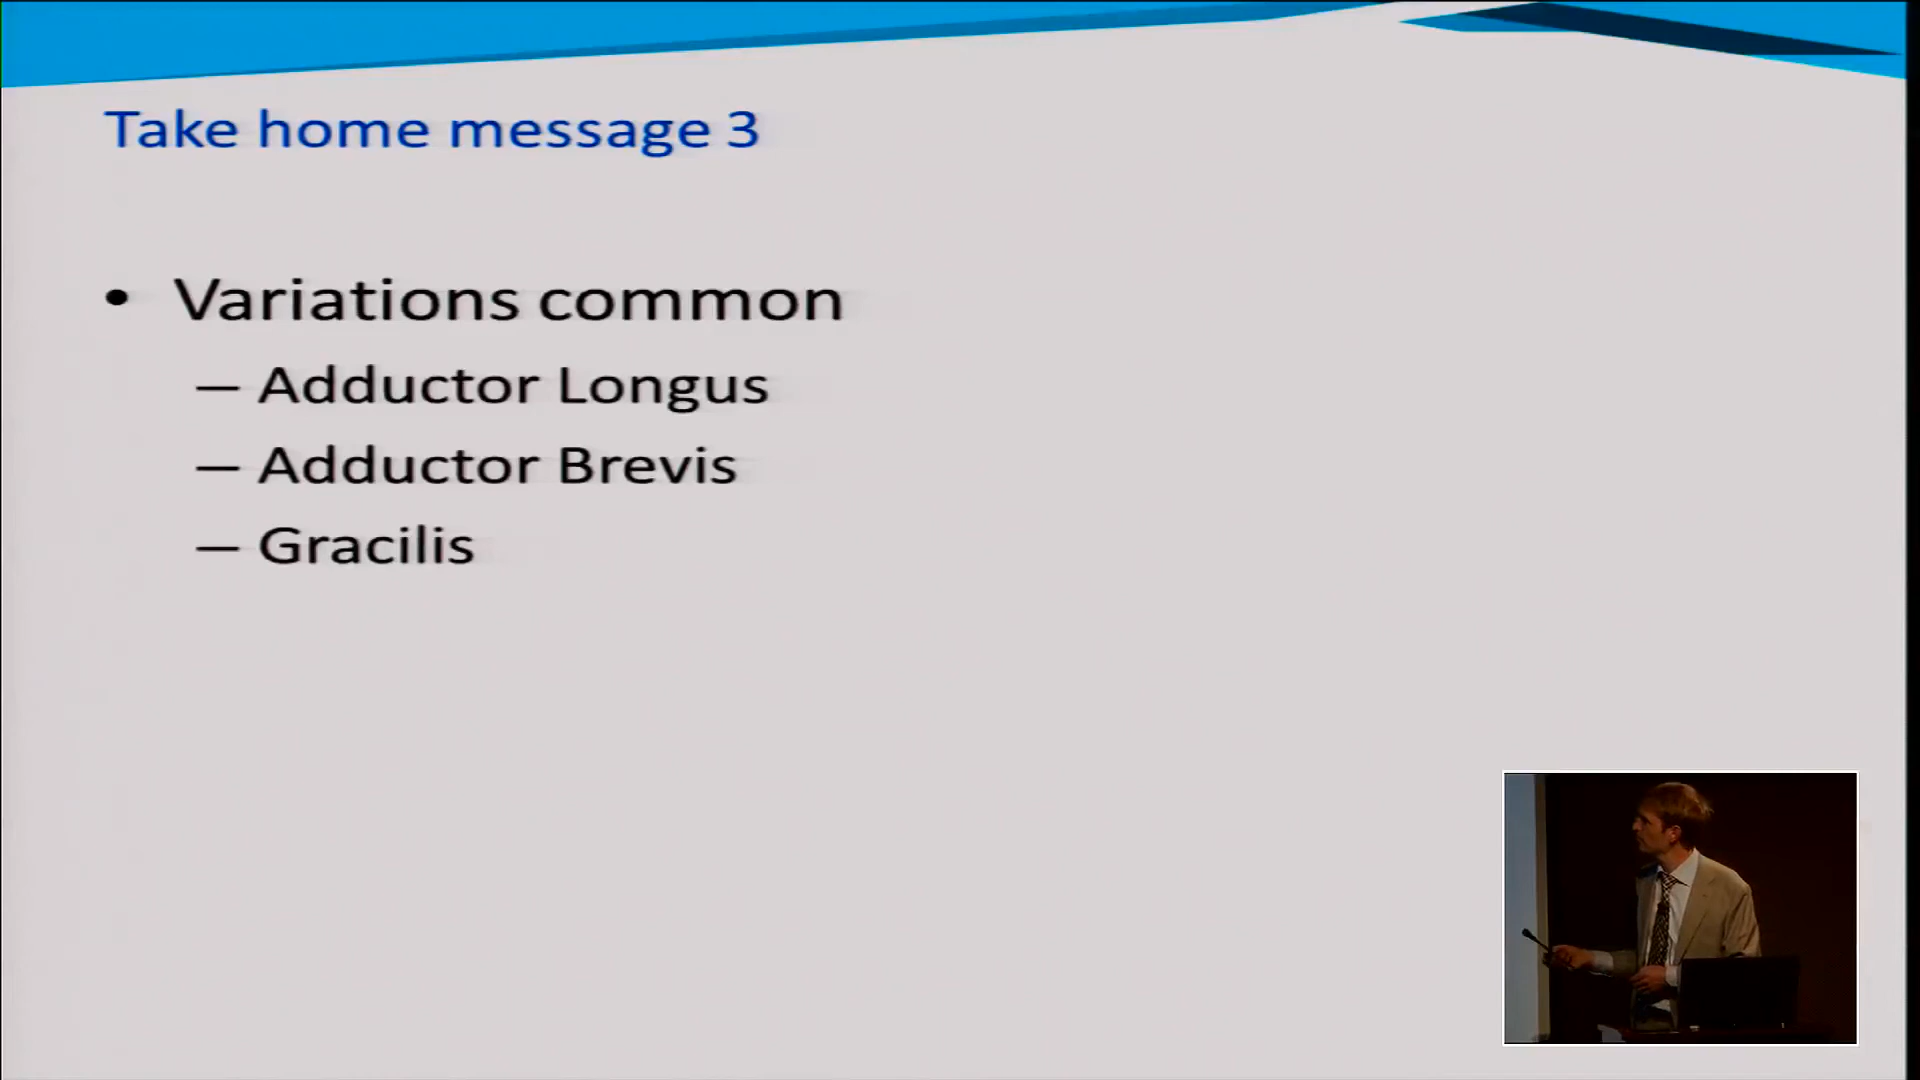 Take home message 3
• Variations common
– Adductor Longus
– Adductor Brevis
– Gracilis